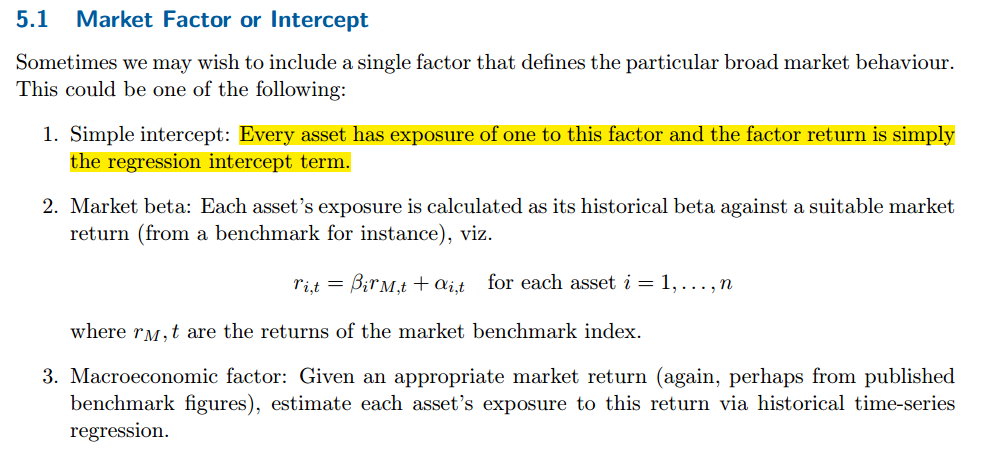 5.1 Market Factor or Intercept
Sometimes we may wish to include a single factor that defines the particular broad market behaviour.
This could be one of the following:
1. Simple intercept: Every asset has exposure of one to this factor and the factor return is simply
the regression intercept term.
2. Market beta: Each asset's exposure is calculated as its historical beta against a suitable market
return (from a benchmark for instance), viz.
r_{i,t} = β_i r_{M,t} + α_{i,t} for each asset i = 1, . . . , n
where r_M, t are the returns of the market benchmark index.
3. Macroeconomic factor: Given an appropriate market return (again, perhaps from published
benchmark figures), estimate each asset's exposure to this return via historical time-series
regression.